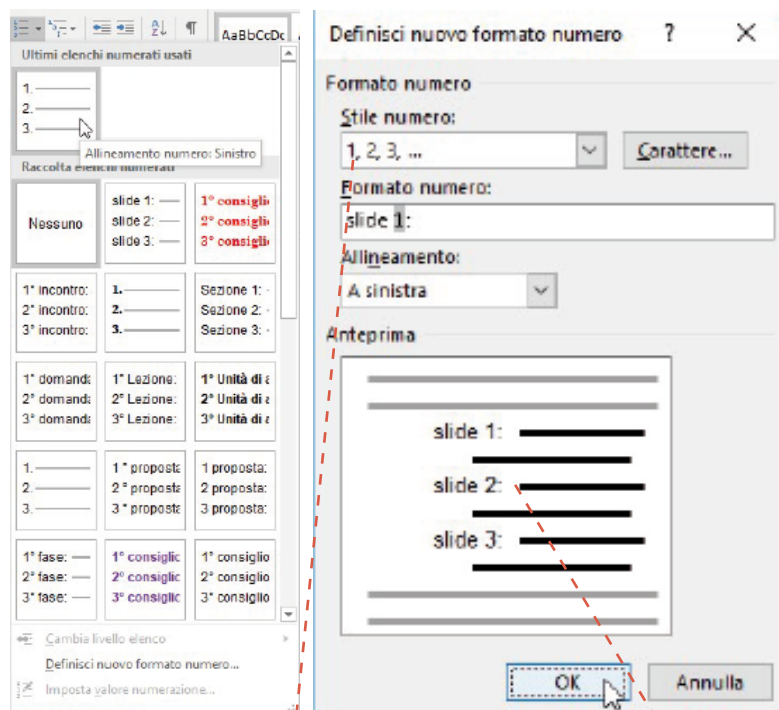 AaBbCcDc
Ultimi elenchi numerati usati
1.
2.
3.
Allineamento numero: Sinistro
Raccolta elenchi numerati
Nessuno
slide 1:
slide 2:
slide 3:
1° consigli
2° consigli
3° consigli
1° incontro:
2° incontro:
3° incontro:
1.
2.
3.
Sezione 1: -
Sezione 2: -
Sezione 3: -
1° domanda
2° domanda
3° domanda
1° Lezione:
2° Lezione:
3° Lezione:
1° Unità di a
2° Unità di a
3° Unità di a
1.
2.
3.
1 ° proposta
2 ° proposta
3 ° proposta
1 proposta:
2 proposta:
3 proposta:
1° fase:
2° fase:
3° fase:
1° consiglic
2° consiglic
3° consiglic
1° consiglio
2° consiglio
3° consiglio
Cambia livello elenco
Definisci nuovo formato numero...
Imposta valore numerazione...
Definisci nuovo formato numero ? ×
Formato numero
Stile numero:
1, 2, 3, ...
Carattere...
Formato numero:
slide 1:
Allineamento:
A sinistra
Anteprima
slide 1:
slide 2:
slide 3:
OK
Annulla